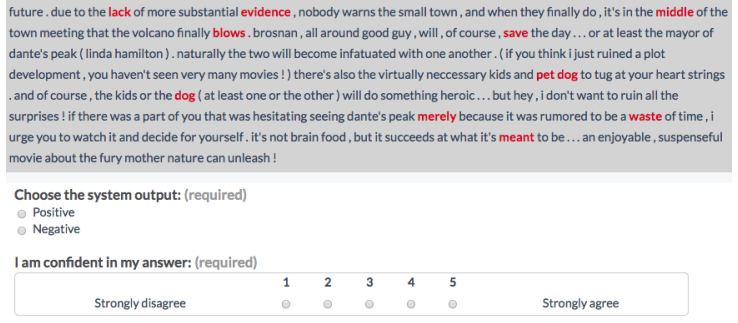 future . due to the lack of more substantial evidence , nobody warns the small town , and when they finally do , it's in the middle of the
town meeting that the volcano finally blows . brosnan , all around good guy , will , of course , save the day . . . or at least the mayor of
dante's peak ( linda hamilton ) . naturally the two will become infatuated with one another . ( if you think i just ruined a plot
development , you haven't seen very many movies ! ) there's also the virtually neccessary kids and pet dog to tug at your heart strings
. and of course , the kids or the dog ( at least one or the other ) will do something heroic . . . but hey , i don't want to ruin all the
surprises ! if there was a part of you that was hesitating seeing dante's peak merely because it was rumored to be a waste of time , i
urge you to watch it and decide for yourself . it's not brain food , but it succeeds at what it's meant to be . . . an enjoyable , suspenseful
movie about the fury mother nature can unleash !
Choose the system output: (required)
Positive
Negative
I am confident in my answer: (required)
1 2 3 4 5
Strongly disagree Strongly agree